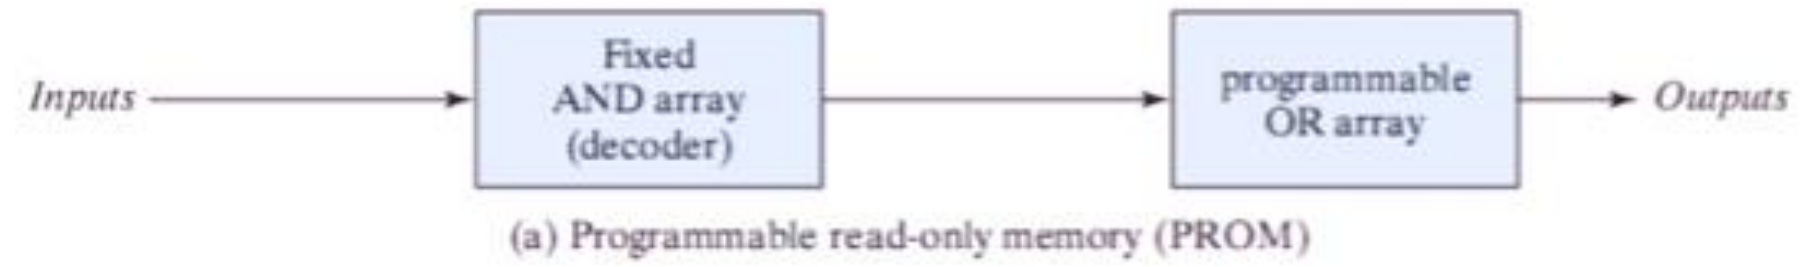 Inputs
Fixed
AND array
(decoder)
programmable
OR array
Outputs
(a) Programmable read-only memory (PROM)